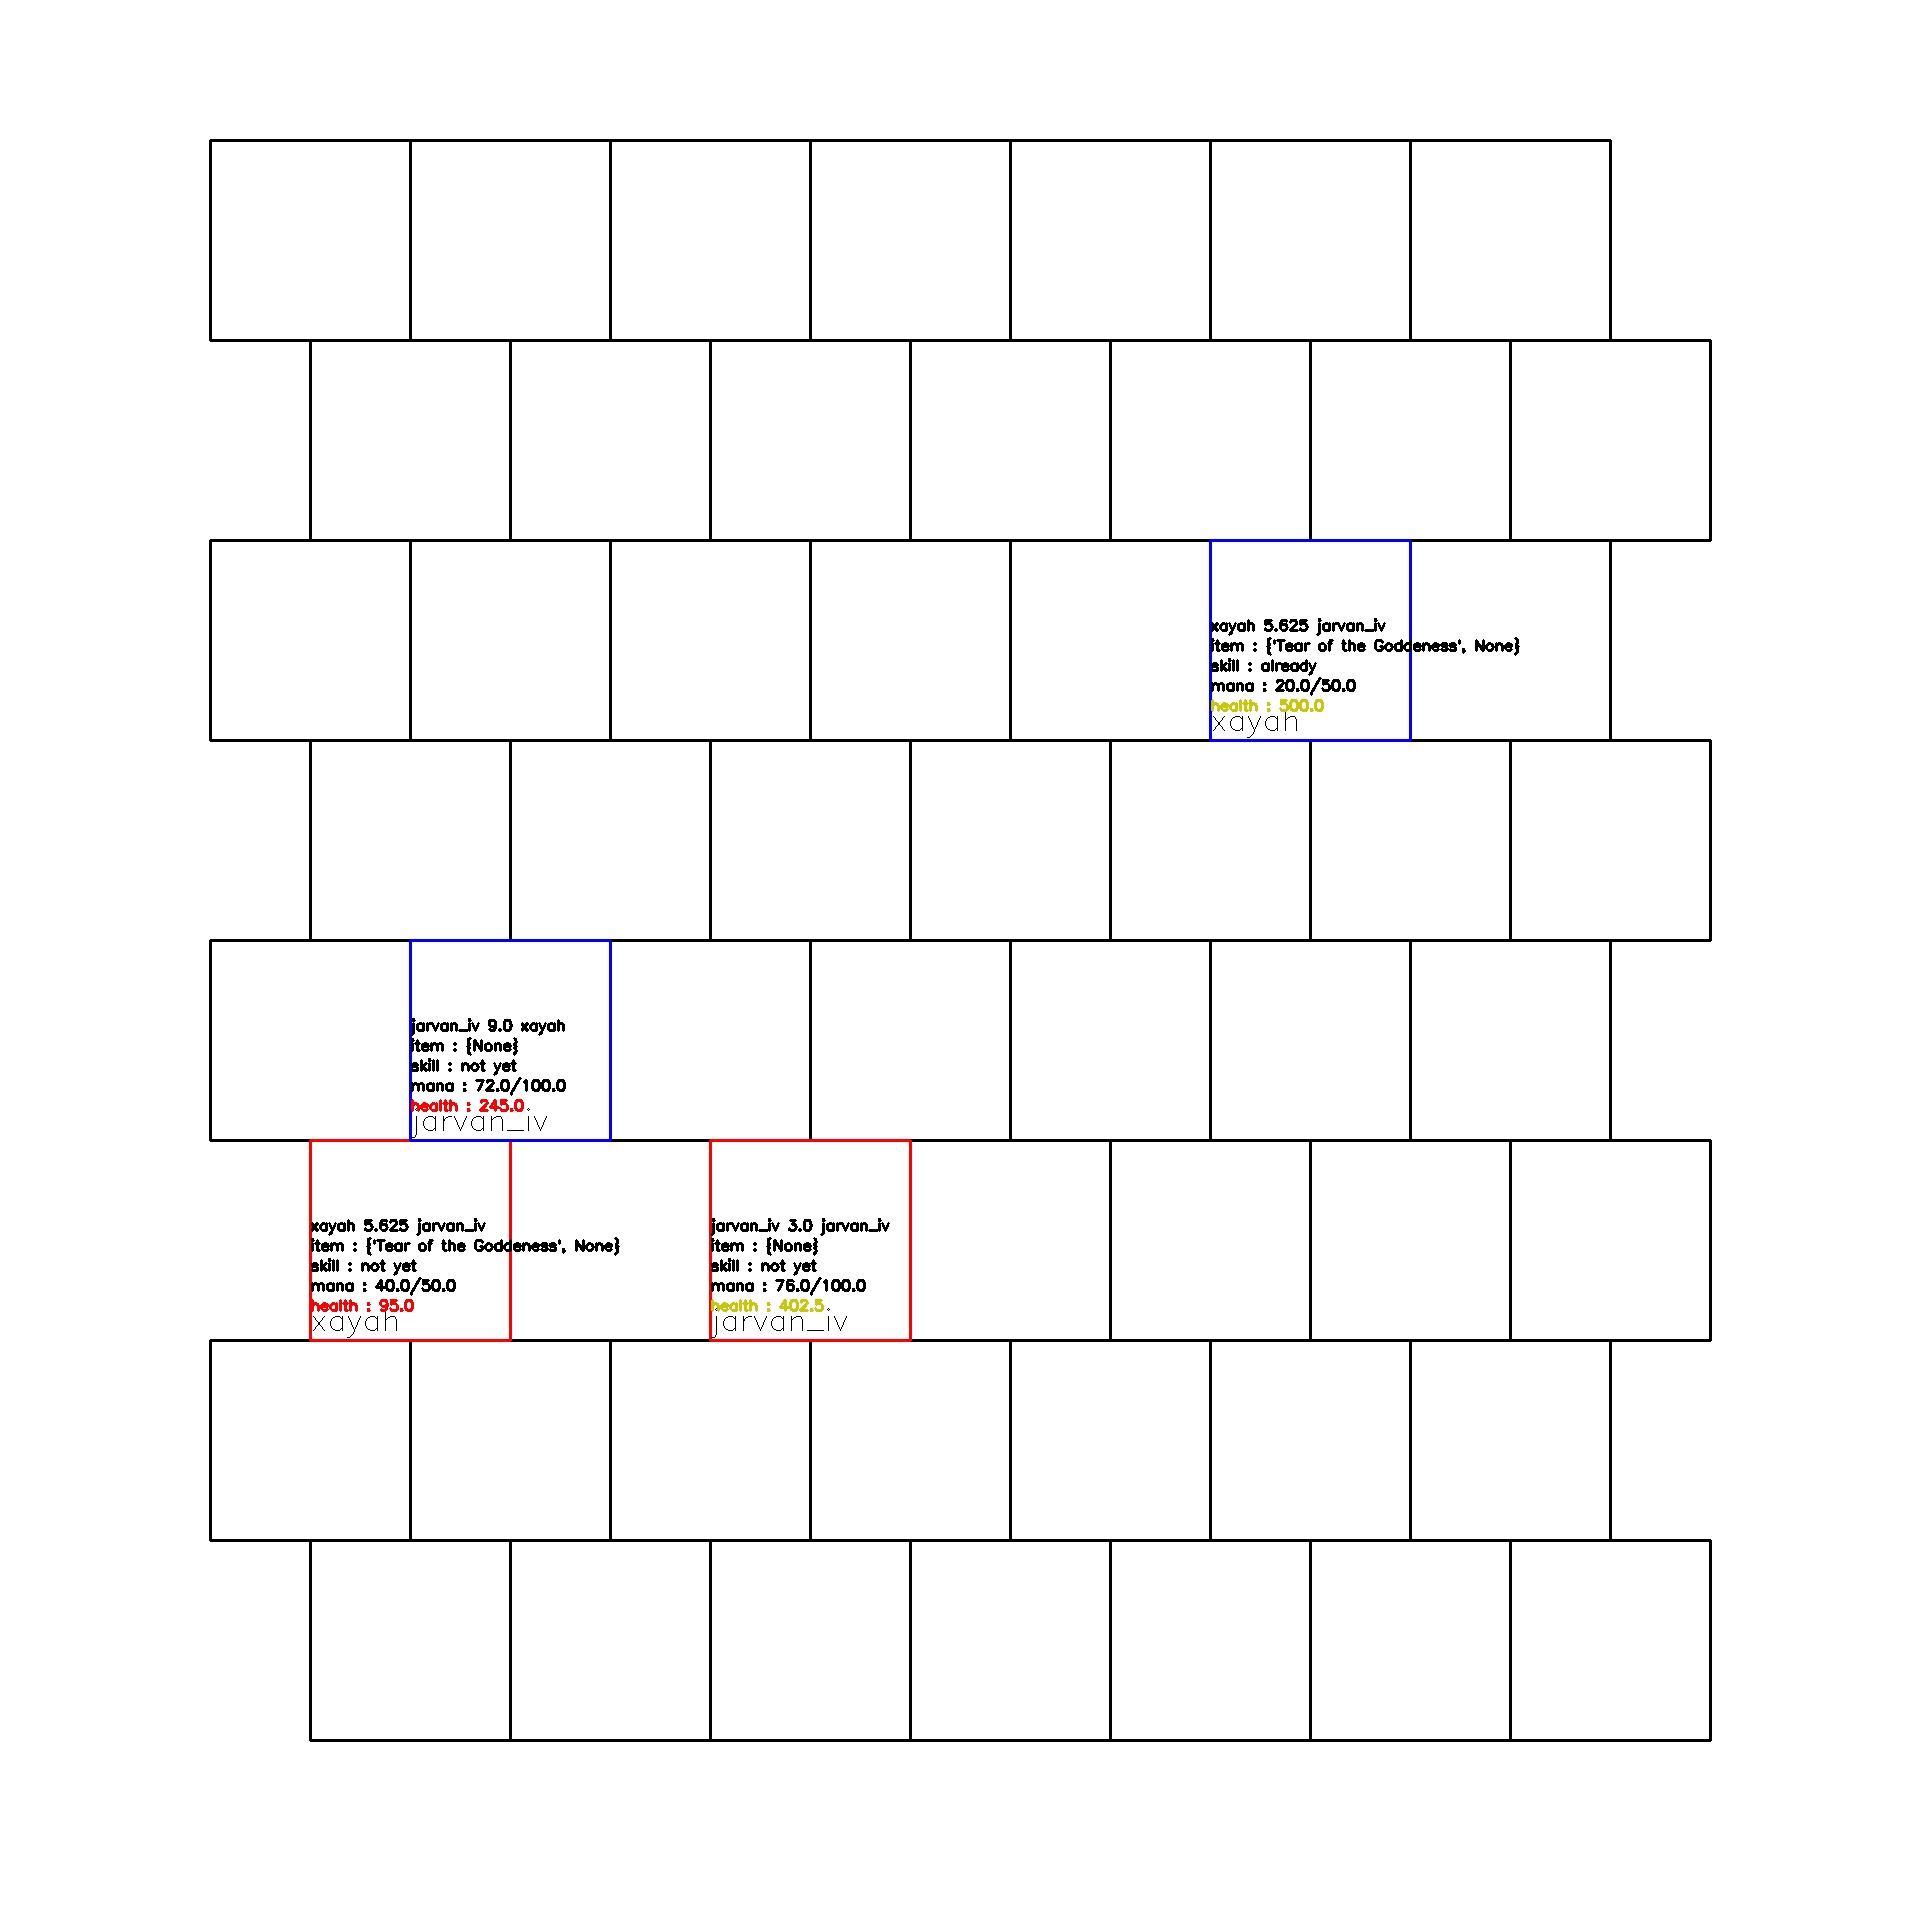 xayah 5.625 jarvan_iv
item : {'Tear of the Goddeness', None}
skill : already
mana : 20.0/50.0
health : 500.0
xayah
jarvan_iv 9.0 xayah
item : {None}
skill : not yet
mana : 72.0/100.0
health : 245.0
jarvan_iv
xayah 5.625 jarvan_iv
item : {'Tear of the Goddeness', None}
skill : not yet
mana : 40.0/50.0
health : 95.0
xayah
jarvan_iv 3.0 jarvan_iv
item : {None}
skill : not yet
mana : 76.0/100.0
health : 402.5
jarvan_iv